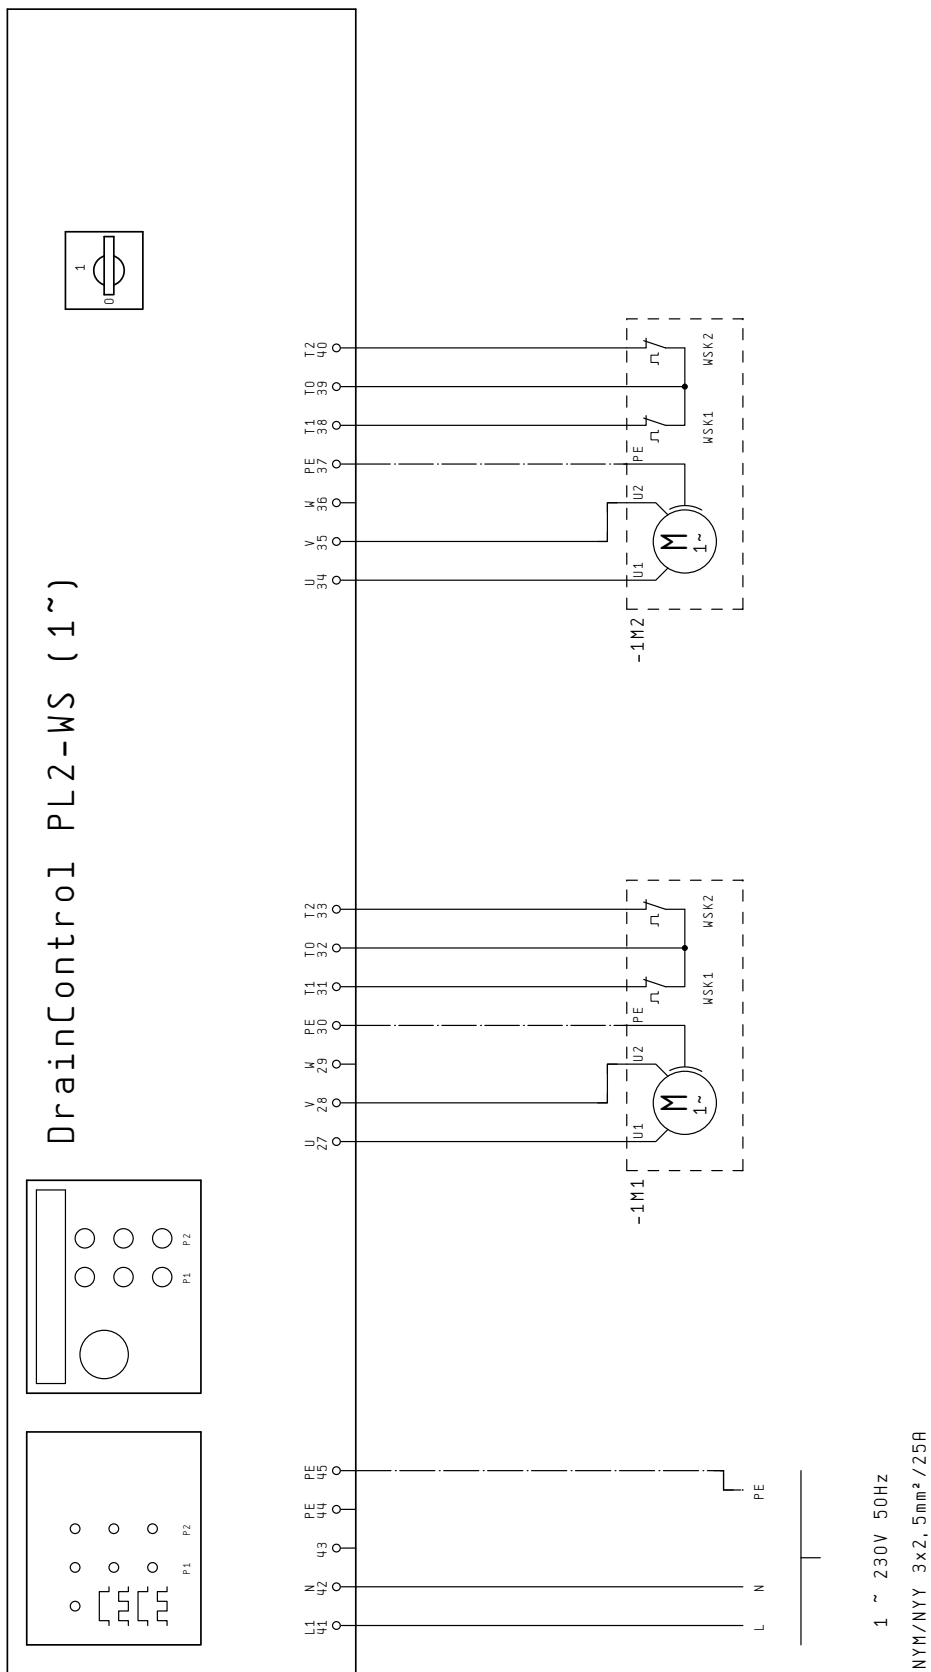 DrainControl PL2-WS (1~)
P1 P2
P1 P2
1
0
L1 N PE PE
41 42 43 44 45
U V W PE T1 T0 T2
27 28 29 30 31 32 33
U V W PE T1 T0 T2
34 35 36 37 38 39 40
-1M1
U1 U2 PE
M
1~
WSK1 WSK2
-1M2
U1 U2 PE
M
1~
WSK1 WSK2
L N PE
1 ~ 230V 50Hz
NYM/NYY 3x2,5mm²/25A